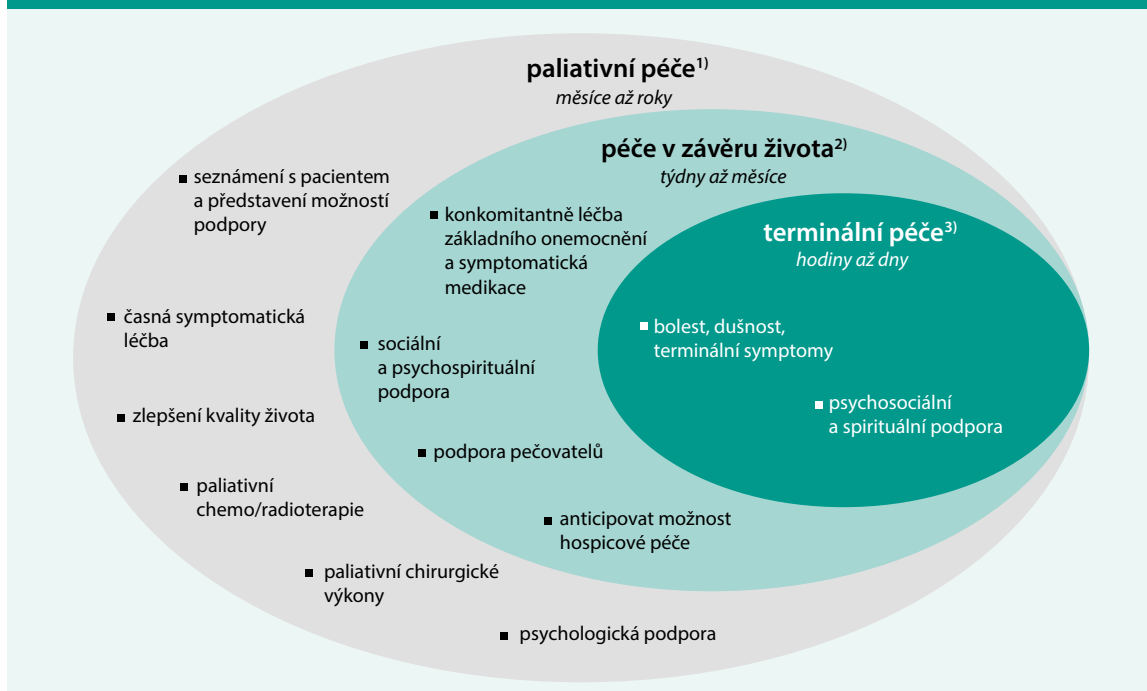 paliativní péče1)
měsíce až roky
■ seznámení s pacientem
a představení možností
podpory
■ časná symptomatická
léčba
■ zlepšení kvality života
■ paliativní
chemo/radioterapie
■ paliativní chirurgické
výkony
■ psychologická podpora
péče v závěru života2)
týdny až měsíce
■ konkomitantně léčba
základního onemocnění
a symptomatická
medikace
■ sociální
a psychospirituální
podpora
■ podpora pečovatelů
■ anticipovat možnost
hospicové péče
terminální péče3)
hodiny až dny
■ bolest, dušnost,
terminální symptomy
■ psychosociální
a spirituální podpora